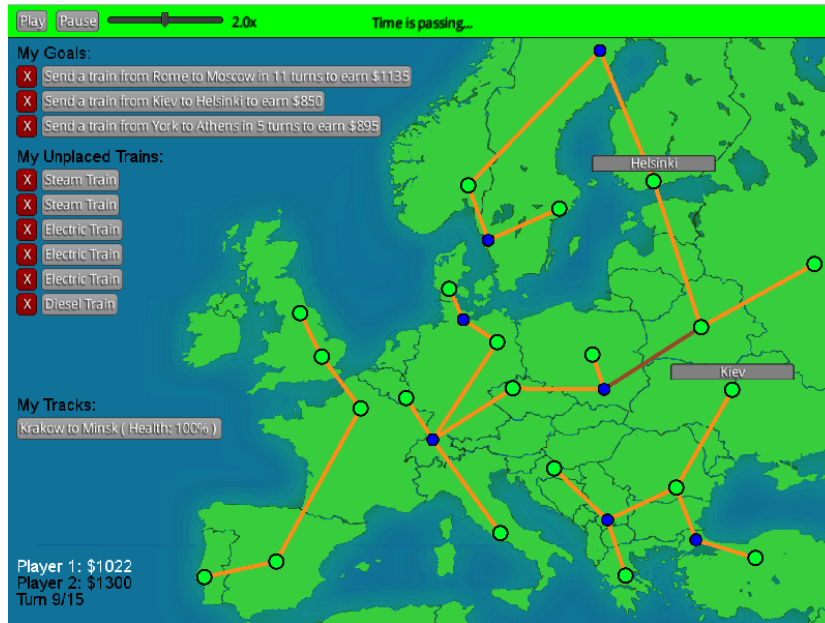 Play Pause 2.0x Time is passing...
My Goals:
X Send a train from Rome to Moscow in 11 turns to earn $1135
X Send a train from Kiev to Helsinki to earn $850
X Send a train from York to Athens in 5 turns to earn $895
My Unplaced Trains:
Helsinki
X Steam Train
X Steam Train
X Electric Train
X Electric Train
X Electric Train
X Diesel Train
Kiev
My Tracks:
Krakow to Minsk ( Health: 100% )
Player 1: $1022
Player 2: $1300
Turn 9/15